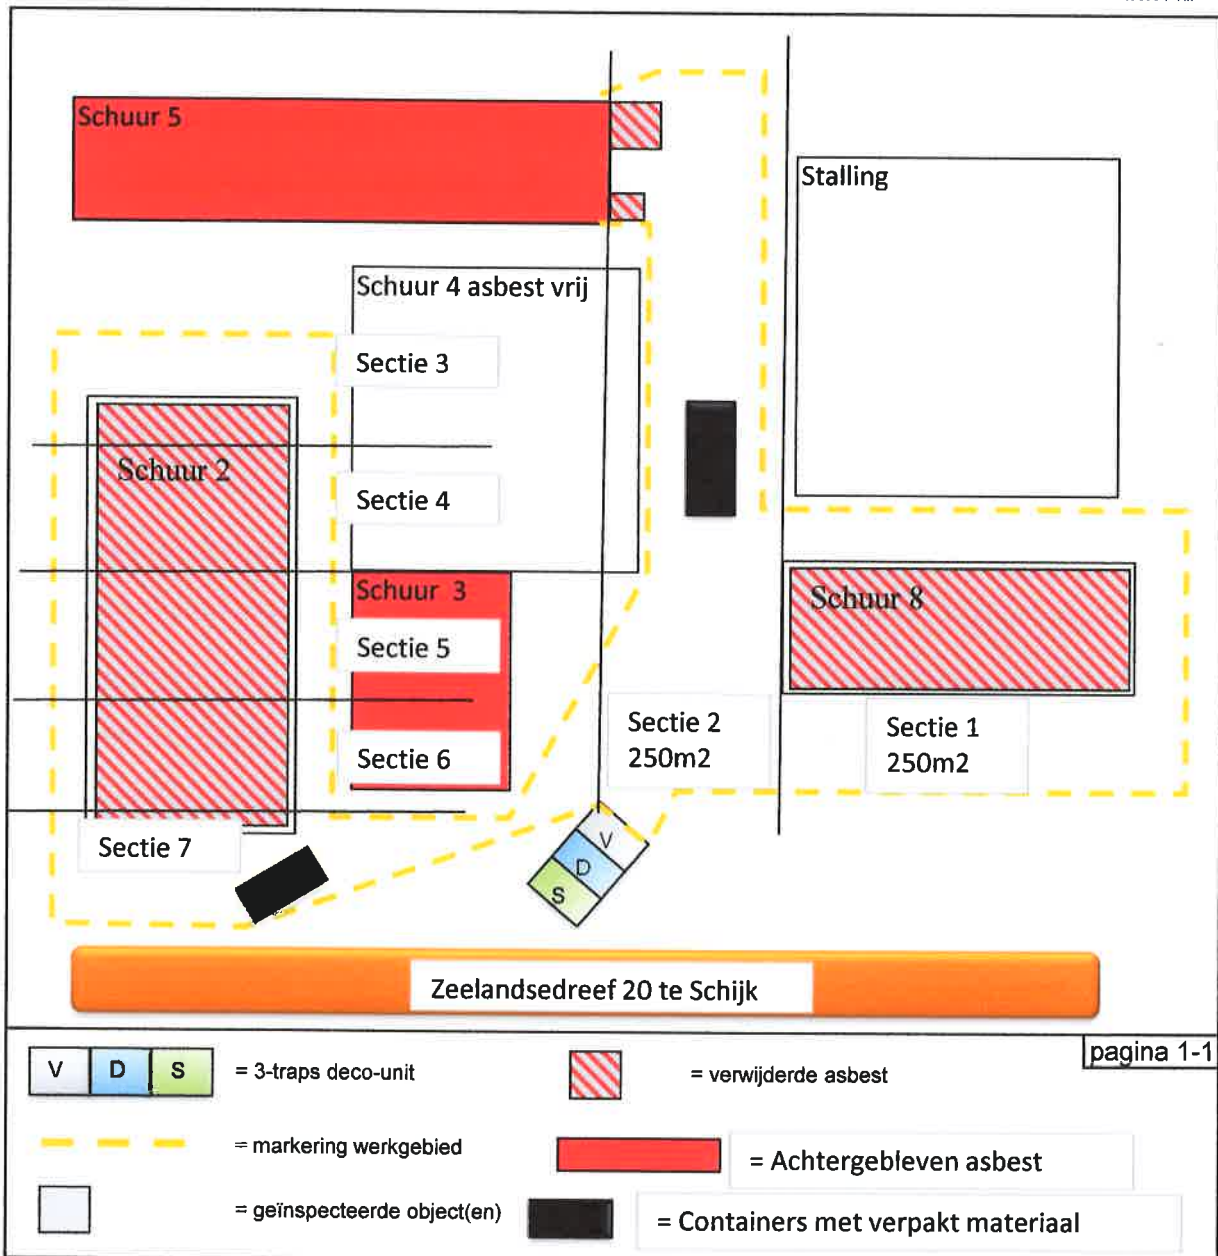 Schuur 5
Stalling
Schuur 4 asbest vrij
Sectie 3
Schuur 2
Sectie 4
Schuur 3
Schuur 8
Sectie 5
Sectie 2
250m2
Sectie 1
250m2
Sectie 6
Sectie 7
V
D
S
Zeelandsedreef 20 te Schijk
pagina 1-1
V D S = 3-traps deco-unit
= verwijderde asbest
= markering werkgebied
= Achtergebleven asbest
= geïnspecteerde object(en)
= Containers met verpakt materiaal